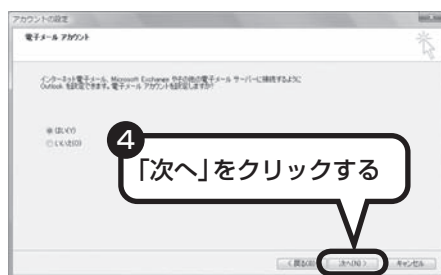 アカウントの設定
電子メール アカウント
インターネット電子メール、Microsoft Exchange やその他の電子メール サーバーに接続するように
Outlook を設定できます。電子メール アカウントを設定しますか?
はい(Y)
いいえ(O)
4
「次へ」をクリックする
< 戻る(B)
次へ(N) >
キャンセル